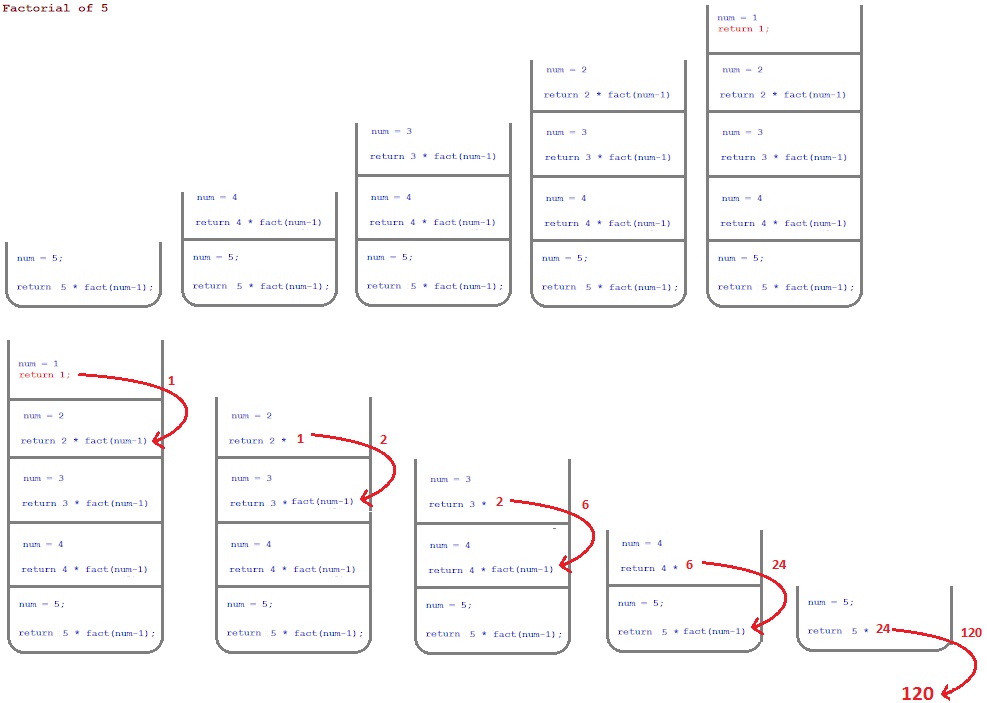 Factorial of 5
num = 5;
return 5 * fact(num-1);
num = 4
return 4 * fact(num-1)
num = 5;
return 5 * fact(num-1);
num = 3
return 3 * fact(num-1)
num = 4
return 4 * fact(num-1)
num = 5;
return 5 * fact(num-1);
num = 2
return 2 * fact(num-1)
num = 3
return 3 * fact(num-1)
num = 4
return 4 * fact(num-1)
num = 5;
return 5 * fact(num-1);
num = 1
return 1;
num = 2
return 2 * fact(num-1)
num = 3
return 3 * fact(num-1)
num = 4
return 4 * fact(num-1)
num = 5;
return 5 * fact(num-1);
num = 1
return 1;
1
num = 2
return 2 * fact(num-1)
num = 3
return 3 * fact(num-1)
num = 4
return 4 * fact(num-1)
num = 5;
return 5 * fact(num-1);
num = 2
return 2 * 1
2
num = 3
return 3 * fact(num-1)
num = 4
return 4 * fact(num-1)
num = 5;
return 5 * fact(num-1);
num = 3
return 3 * 2
6
num = 4
return 4 * fact(num-1)
num = 5;
return 5 * fact(num-1);
num = 4
return 4 * 6
24
num = 5;
return 5 * fact(num-1)
num = 5;
return 5 * 24
120
120